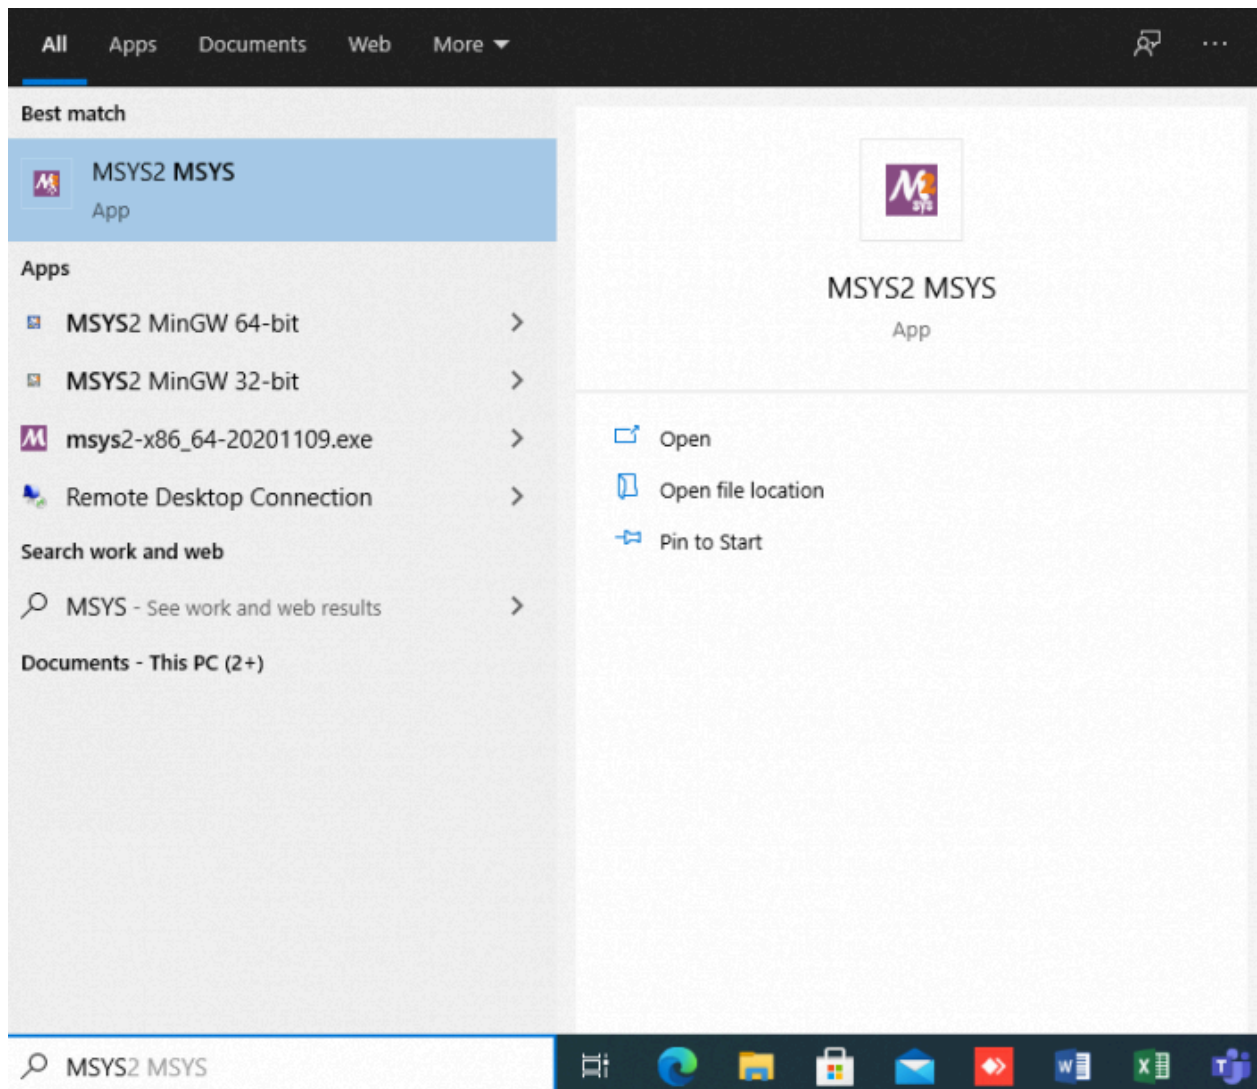 All Apps Documents Web More
Best match
MSYS2 MSYS
App
Apps
MSYS2 MinGW 64-bit
MSYS2 MinGW 32-bit
msys2-x86_64-20201109.exe
Remote Desktop Connection
Search work and web
MSYS - See work and web results
Documents - This PC (2+)
M2
sys
MSYS2 MSYS
App
Open
Open file location
Pin to Start
MSYS2 MSYS